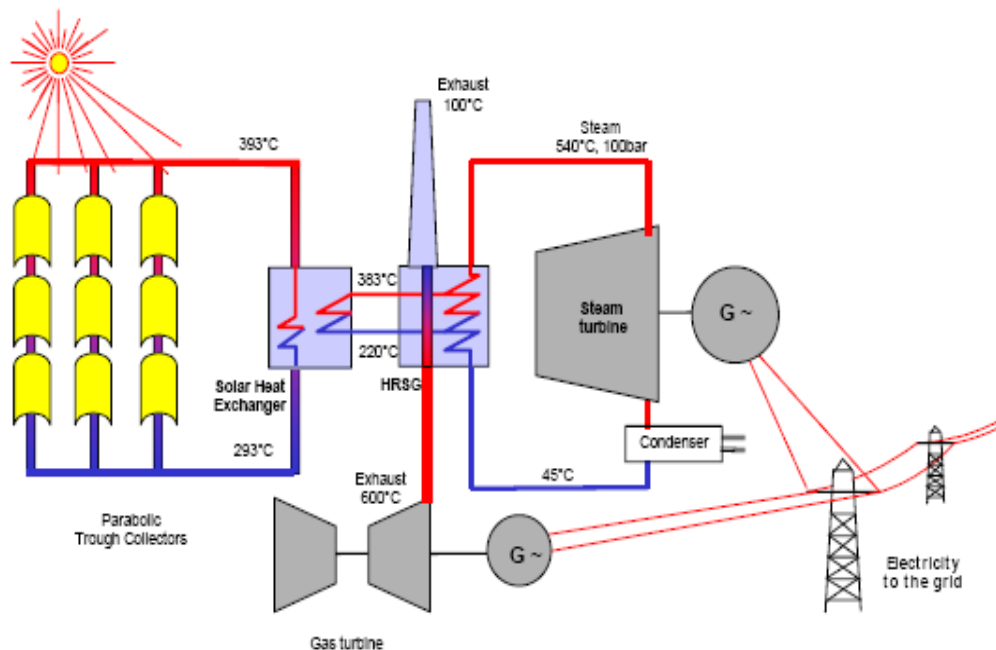 Exhaust
100°C
Steam
540°C, 100bar
393°C
383°C
220°C
Solar Heat
Exchanger
HRSG
Steam
turbine
G ~
Condenser
293°C
45°C
Exhaust
600°C
Parabolic
Trough Collectors
G ~
Electricity
to the grid
Gas turbine